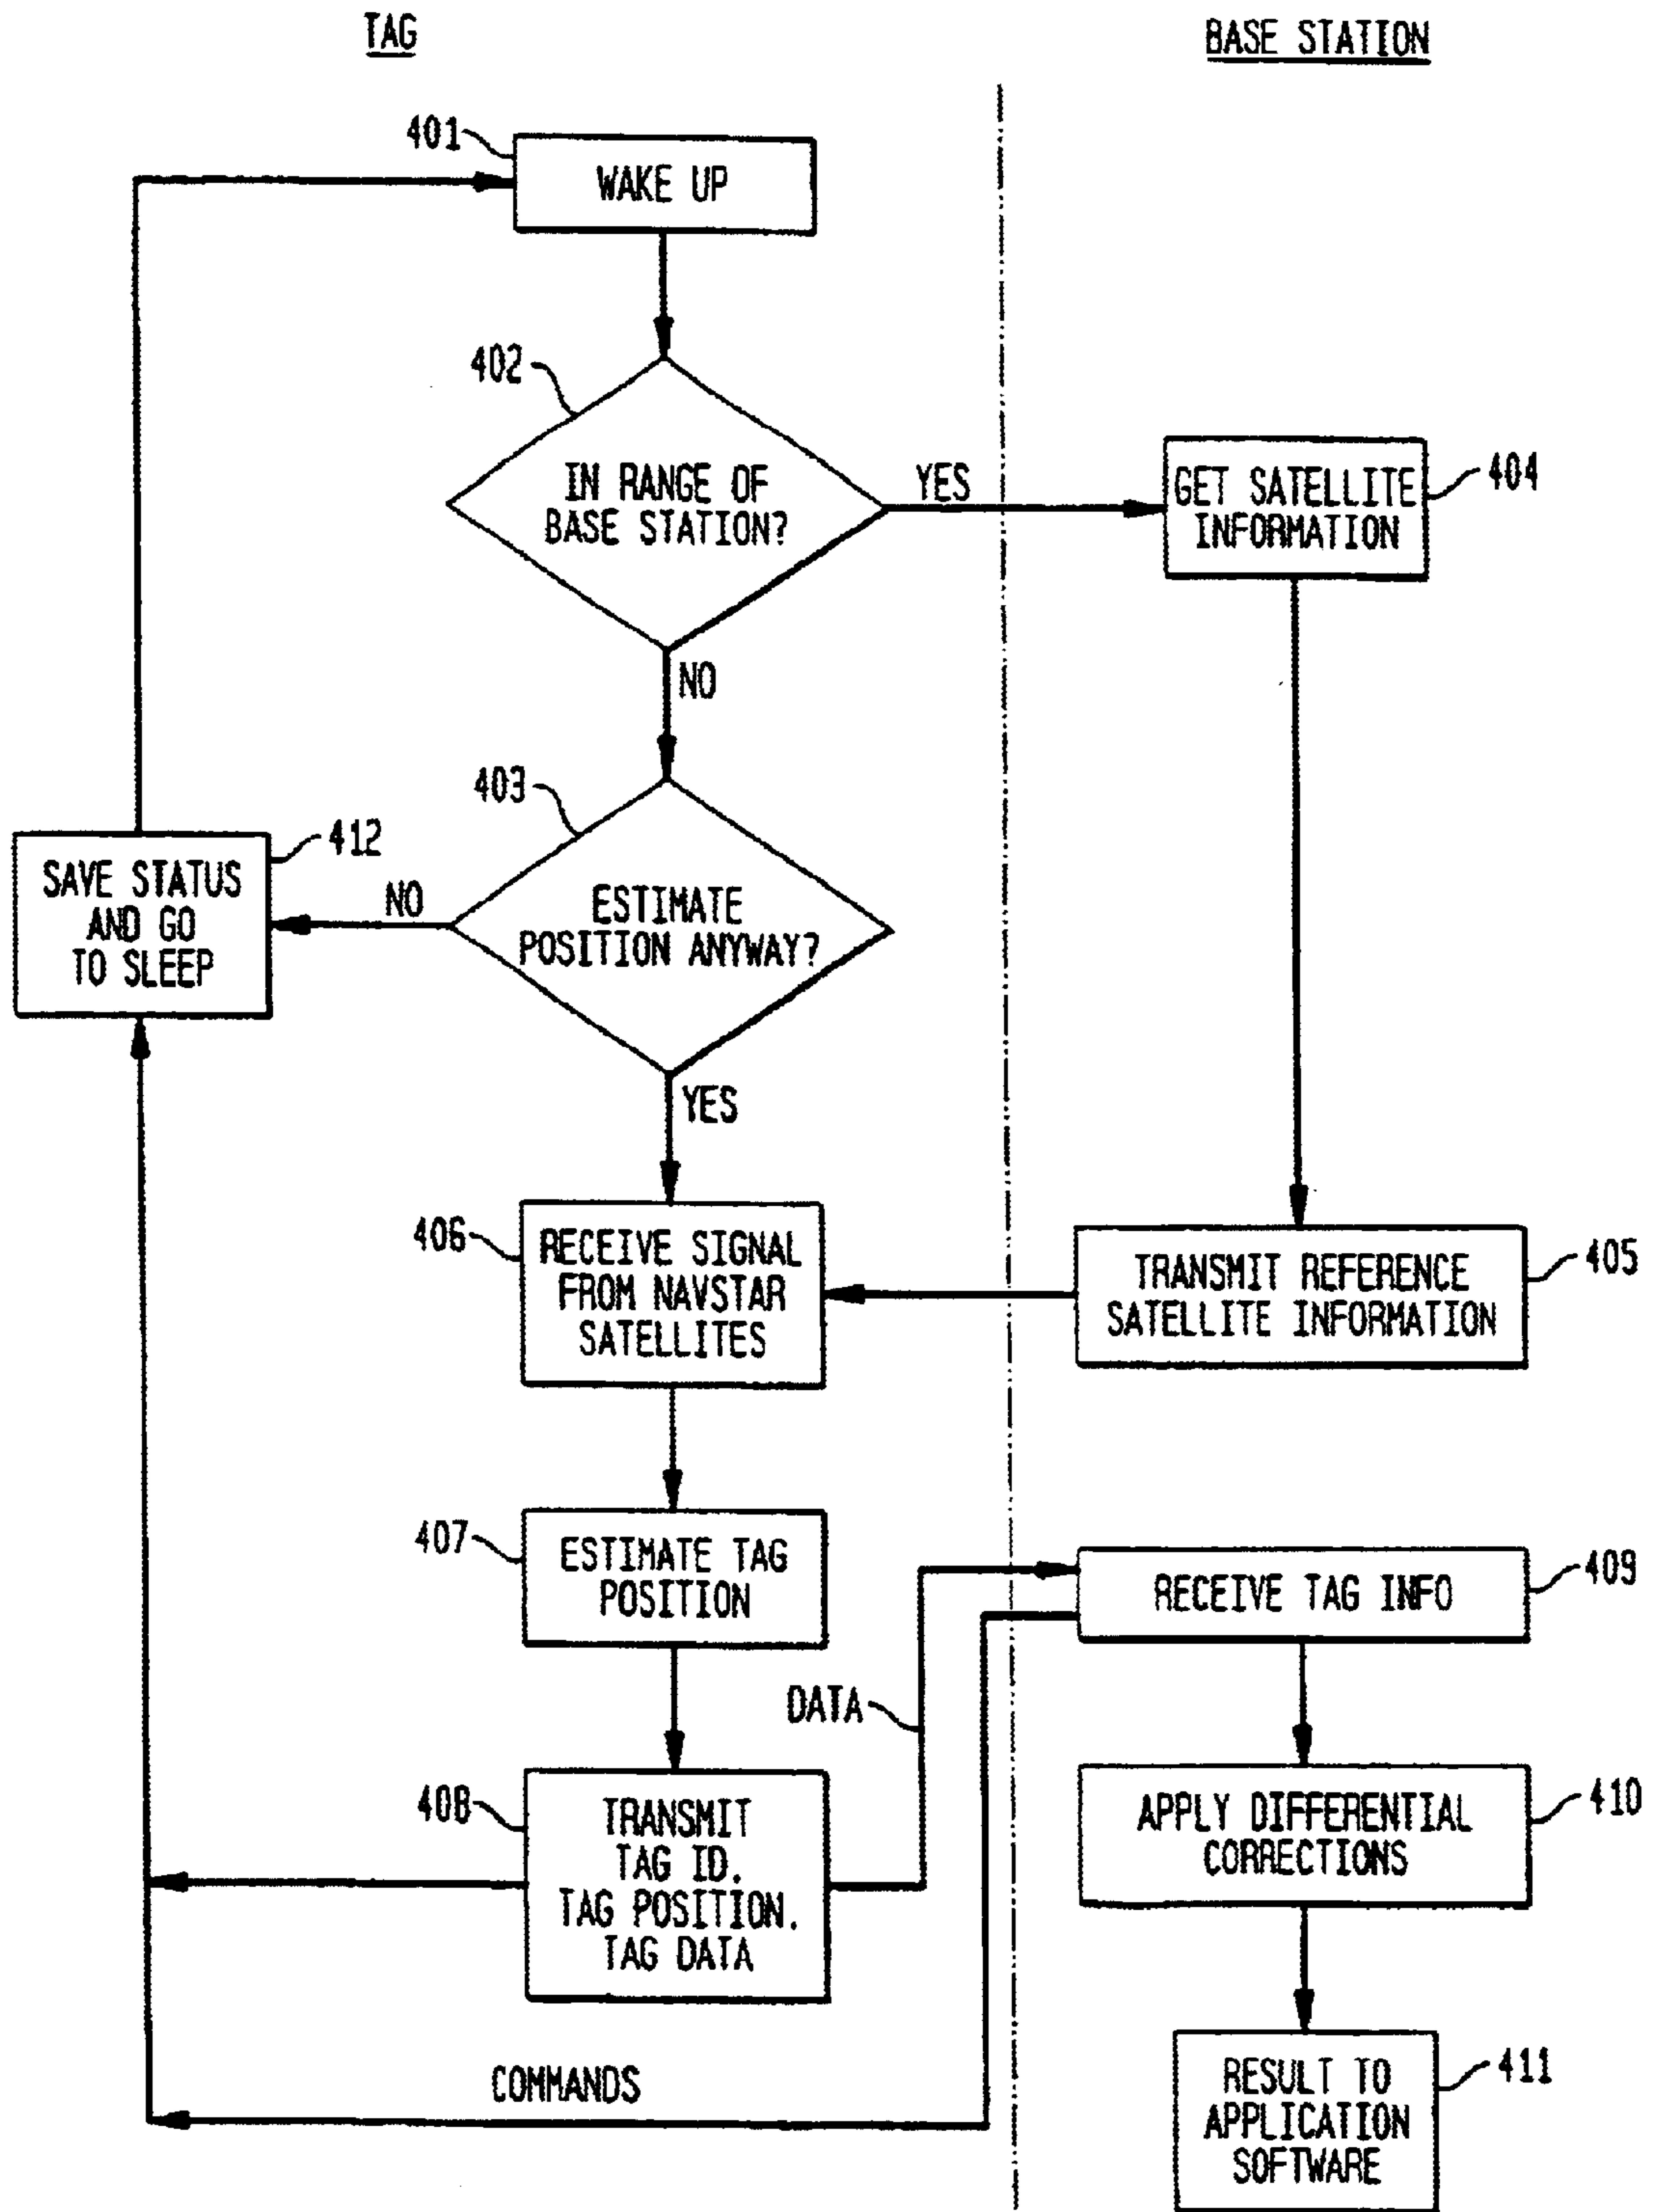 TAG
BASE STATION
401
WAKE UP
402
IN RANGE OF
BASE STATION?
YES
GET SATELLITE
INFORMATION
404
NO
403
ESTIMATE
POSITION ANYWAY?
NO
412
SAVE STATUS
AND GO
TO SLEEP
YES
406
RECEIVE SIGNAL
FROM NAVSTAR
SATELLITES
TRANSMIT REFERENCE
SATELLITE INFORMATION
405
407
ESTIMATE TAG
POSITION
RECEIVE TAG INFO
409
DATA
408
TRANSMIT
TAG ID.
TAG POSITION.
TAG DATA
APPLY DIFFERENTIAL
CORRECTIONS
410
COMMANDS
RESULT TO
APPLICATION
SOFTWARE
411